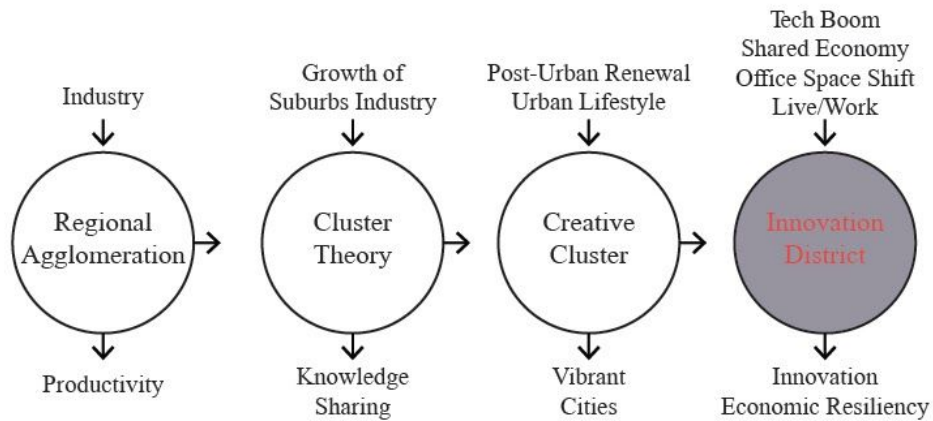 Industry
Growth of
Suburbs Industry
Post-Urban Renewal
Urban Lifestyle
Tech Boom
Shared Economy
Office Space Shift
Live/Work
Regional
Agglomeration
Cluster
Theory
Creative
Cluster
Innovation
District
Productivity
Knowledge
Sharing
Vibrant
Cities
Innovation
Economic Resiliency